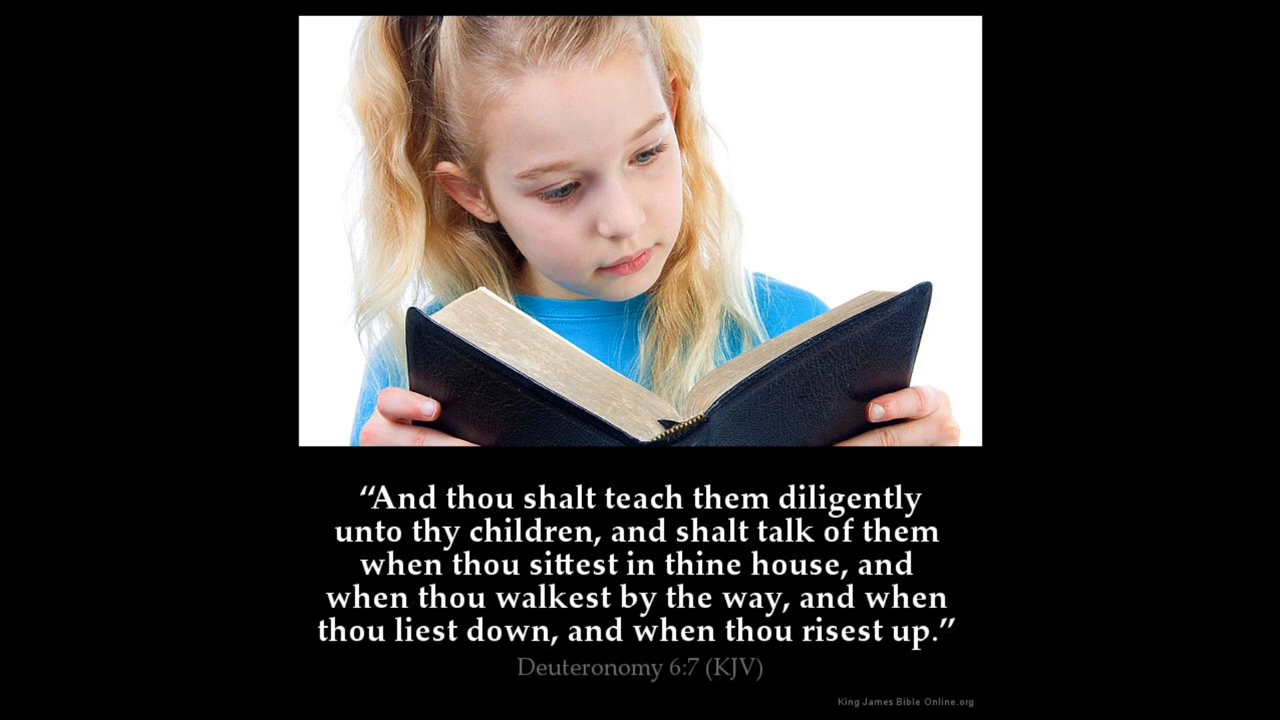 “And thou shalt teach them diligently
unto thy children, and shalt talk of them
when thou sittest in thine house, and
when thou walkest by the way, and when
thou liest down, and when thou risest up.”
Deuteronomy 6:7 (KJV)
King James Bible Online.org